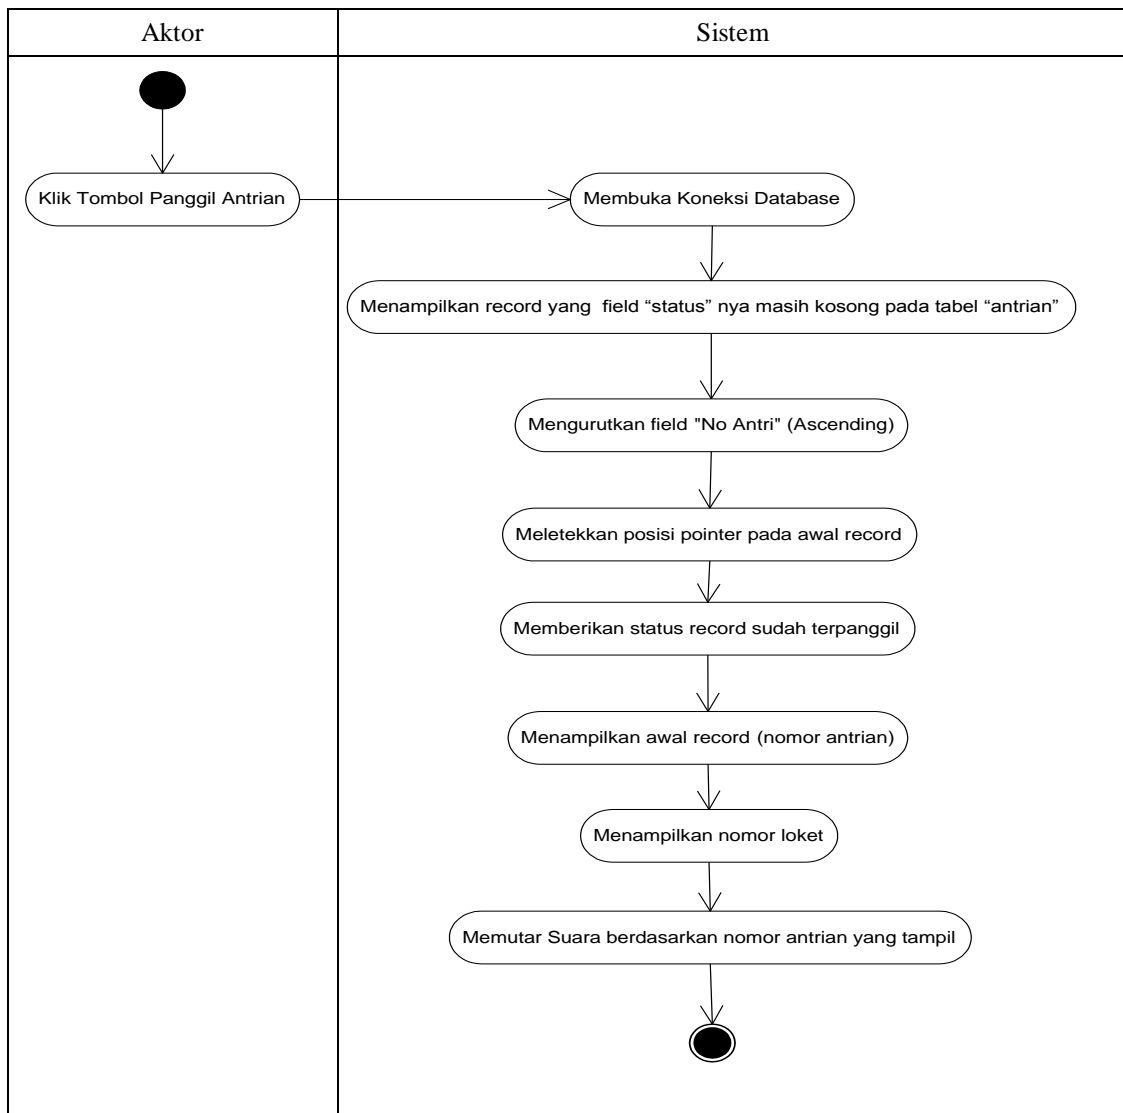 Aktor
Sistem
Klik Tombol Panggil Antrian
Membuka Koneksi Database
Menampilkan record yang  field “status” nya masih kosong pada tabel “antrian”
Mengurutkan field "No Antri" (Ascending)
Meletekkan posisi pointer pada awal record
Memberikan status record sudah terpanggil
Menampilkan awal record (nomor antrian)
Menampilkan nomor loket
Memutar Suara berdasarkan nomor antrian yang tampil